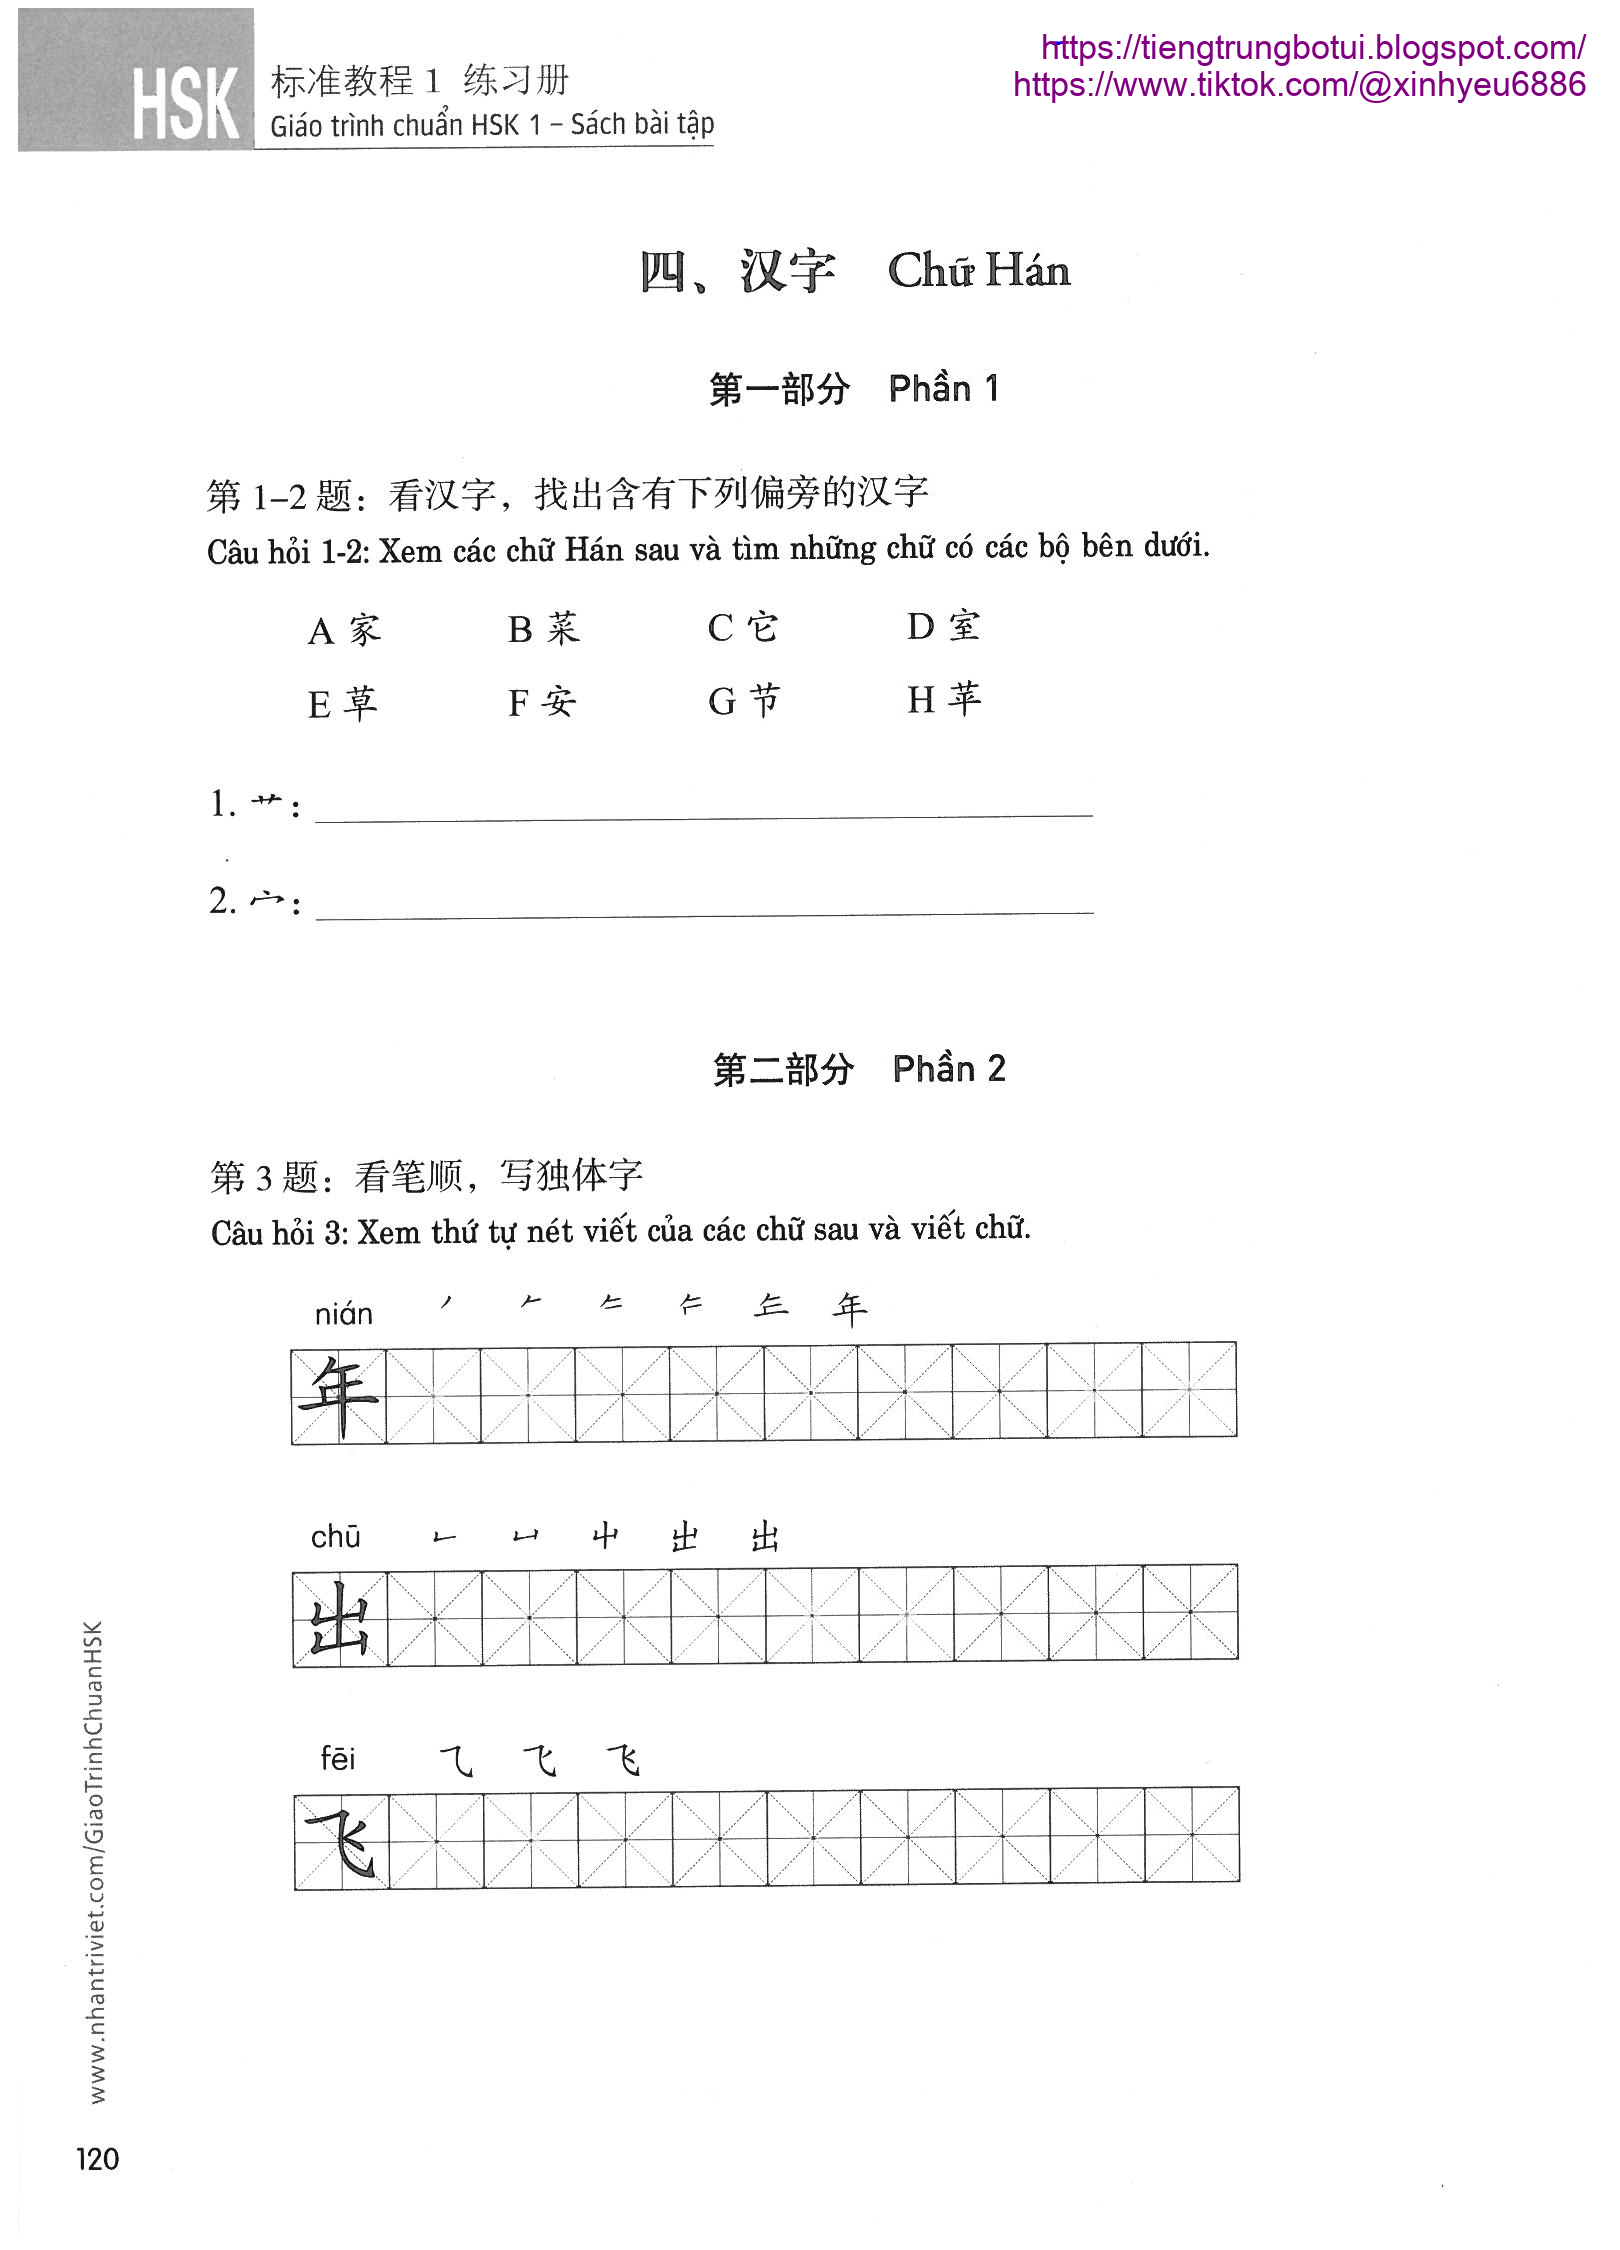 https://tiengtrungbotui.blogspot.com/
https://www.tiktok.com/@xinhyeu6886
HSK 标准教程 1 练习册
Giáo trình chuẩn HSK 1 – Sách bài tập
四、汉字 Chữ Hán
第一部分 Phần 1
第 1–2 题：看汉字，找出含有下列偏旁的汉字
Câu hỏi 1-2: Xem các chữ Hán sau và tìm những chữ có các bộ bên dưới.
A 家 B 菜 C 它 D 室
E 草 F 安 G 节 H 苹
1. 艹：
2. 宀：
第二部分 Phần 2
第 3 题：看笔顺，写独体字
Câu hỏi 3: Xem thứ tự nét viết của các chữ sau và viết chữ.
nián 年
年
chū 出
出
fēi 飞
飞
www.nhantriviet.com/GiaoTrinhChuanHSK
120